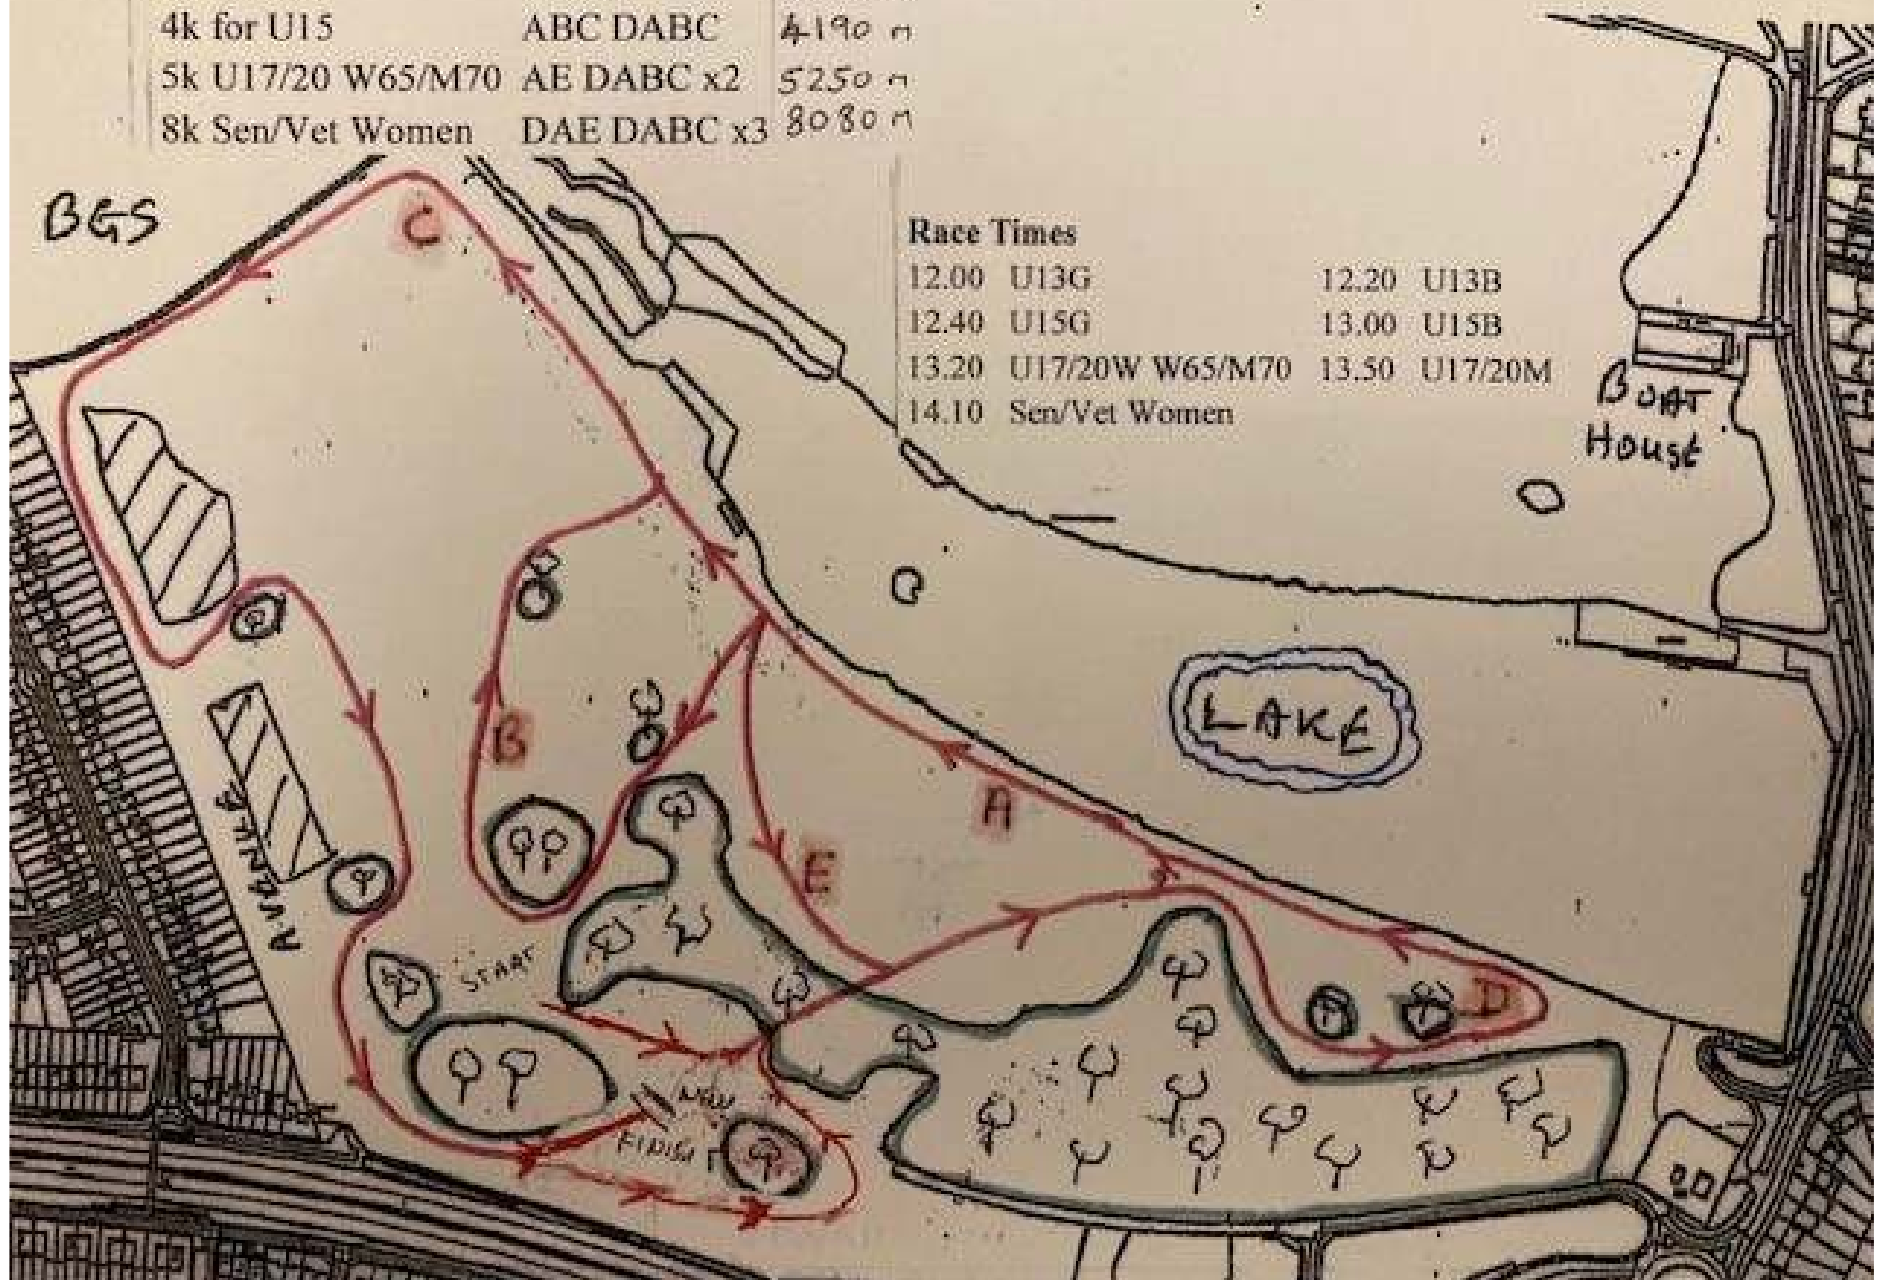 4k for U15 ABC DABC 4190 m
5k U17/20 W65/M70 AE DABC x2 5250 m
8k Sen/Vet Women DAE DABC x3 8080 m
BGS
C
Race Times
12.00 U13G 12.20 U13B
12.40 U15G 13.00 U15B
13.20 U17/20W W65/M70 13.50 U17/20M
14.10 Sen/Vet Women
BOAT
HOUSE
LAKE
B
A
E
AVENUE
START
D
NEW
FINISH